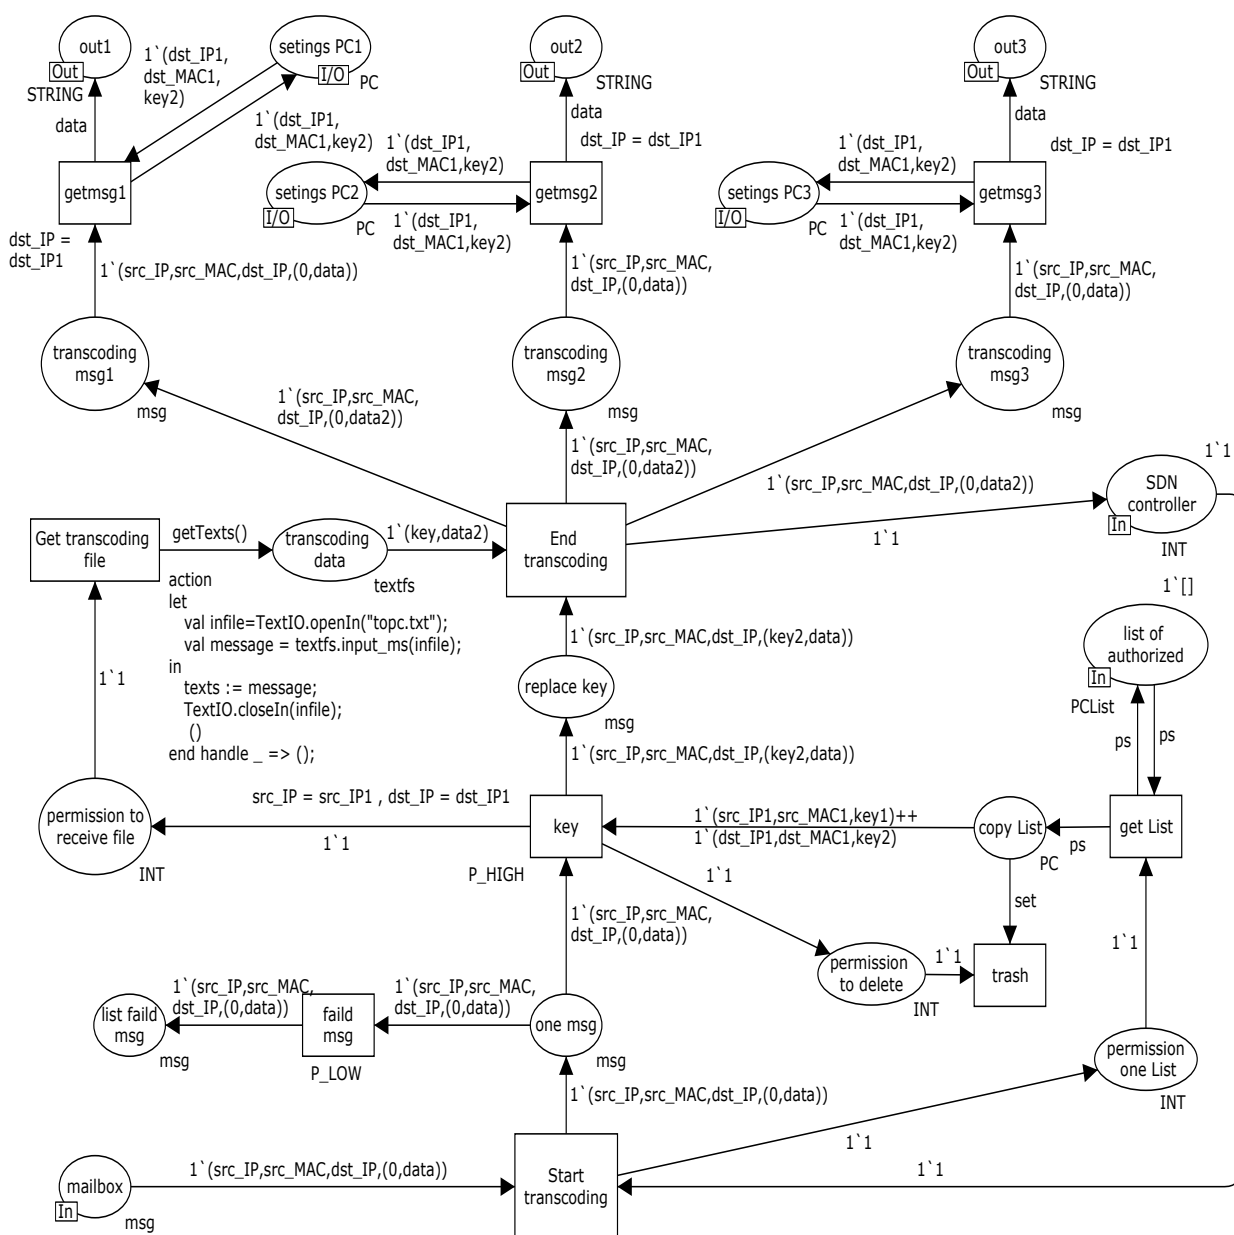 out1
Out
STRING
data
1`(dst_IP1,
dst_MAC1,
key2)
setings PC1
I/O
PC
1`(dst_IP1,
dst_MAC1,key2)
getmsg1
dst_IP =
dst_IP1
1`(src_IP,src_MAC,dst_IP,(0,data))
transcoding
msg1
msg
out2
Out
STRING
data
dst_IP = dst_IP1
1`(dst_IP1,
dst_MAC1,key2)
setings PC2
I/O
PC
getmsg2
1`(dst_IP1,
dst_MAC1,key2)
1`(src_IP,src_MAC,
dst_IP,(0,data))
transcoding
msg2
msg
out3
Out
STRING
data
dst_IP = dst_IP1
1`(dst_IP1,
dst_MAC1,key2)
setings PC3
I/O
PC
getmsg3
1`(dst_IP1,
dst_MAC1,key2)
1`(src_IP,src_MAC,
dst_IP,(0,data))
transcoding
msg3
msg
1`(src_IP,src_MAC,
dst_IP,(0,data2))
1`(src_IP,src_MAC,
dst_IP,(0,data2))
1`(src_IP,src_MAC,dst_IP,(0,data2))
1`1
SDN
controller
In
INT
1`1
Get transcoding
file
getTexts()
transcoding
data
textfs
1`(key,data2)
End
transcoding
action
let
val infile=TextIO.openIn("topc.txt");
val message = textfs.input_ms(infile);
in
texts := message;
TextIO.closeIn(infile);
()
end handle _ => ();
1`1
1`(src_IP,src_MAC,dst_IP,(key2,data))
replace key
msg
1`(src_IP,src_MAC,dst_IP,(key2,data))
1`[]
list of
authorized
In
PCList
ps
ps
permission to
receive file
INT
src_IP = src_IP1 , dst_IP = dst_IP1
1`1
key
P_HIGH
1`(src_IP1,src_MAC1,key1)++
1`(dst_IP1,dst_MAC1,key2)
copy List
PC
ps
get List
1`1
set
1`1
1`(src_IP,src_MAC,
dst_IP,(0,data))
permission
to delete
INT
1`1
trash
list faild
msg
msg
1`(src_IP,src_MAC,
dst_IP,(0,data))
faild
msg
P_LOW
1`(src_IP,src_MAC,
dst_IP,(0,data))
one msg
msg
permission
one List
INT
1`(src_IP,src_MAC,dst_IP,(0,data))
1`1
mailbox
In
msg
1`(src_IP,src_MAC,dst_IP,(0,data))
Start
transcoding
1`1